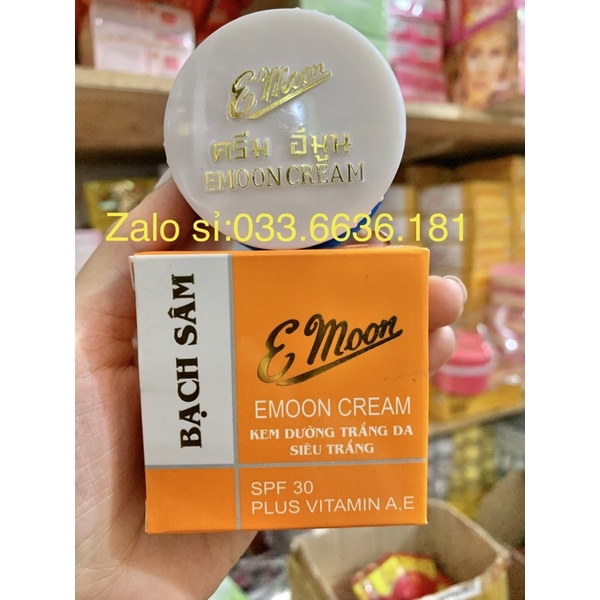 E Moon
ครีม อีมูน
EMOON CREAM
Zalo sỉ:033.6636.181
BẠCH SÂM
E Moon
EMOON CREAM
KEM DƯỠNG TRẮNG DA
SIÊU TRẮNG
SPF 30
PLUS VITAMIN A,E